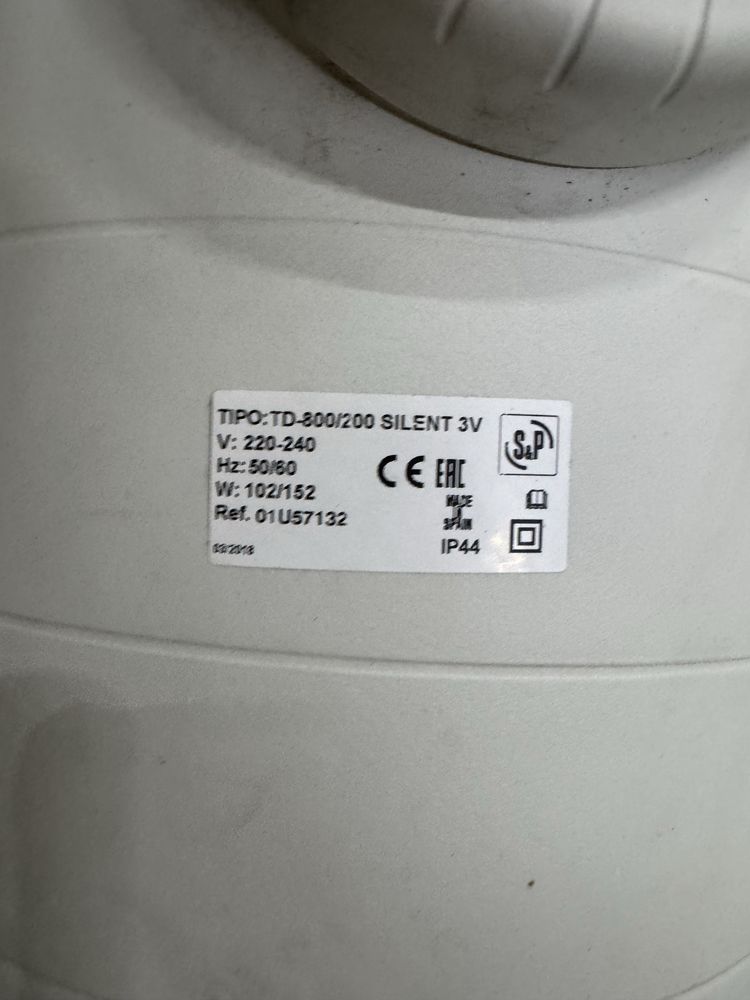 TIPO: TD-800/200 SILENT 3V
V: 220-240
Hz: 50/60
W: 102/152
Ref. 01U57132
03/2018
CE EAC
MADE
IN
SPAIN
IP44
S&P